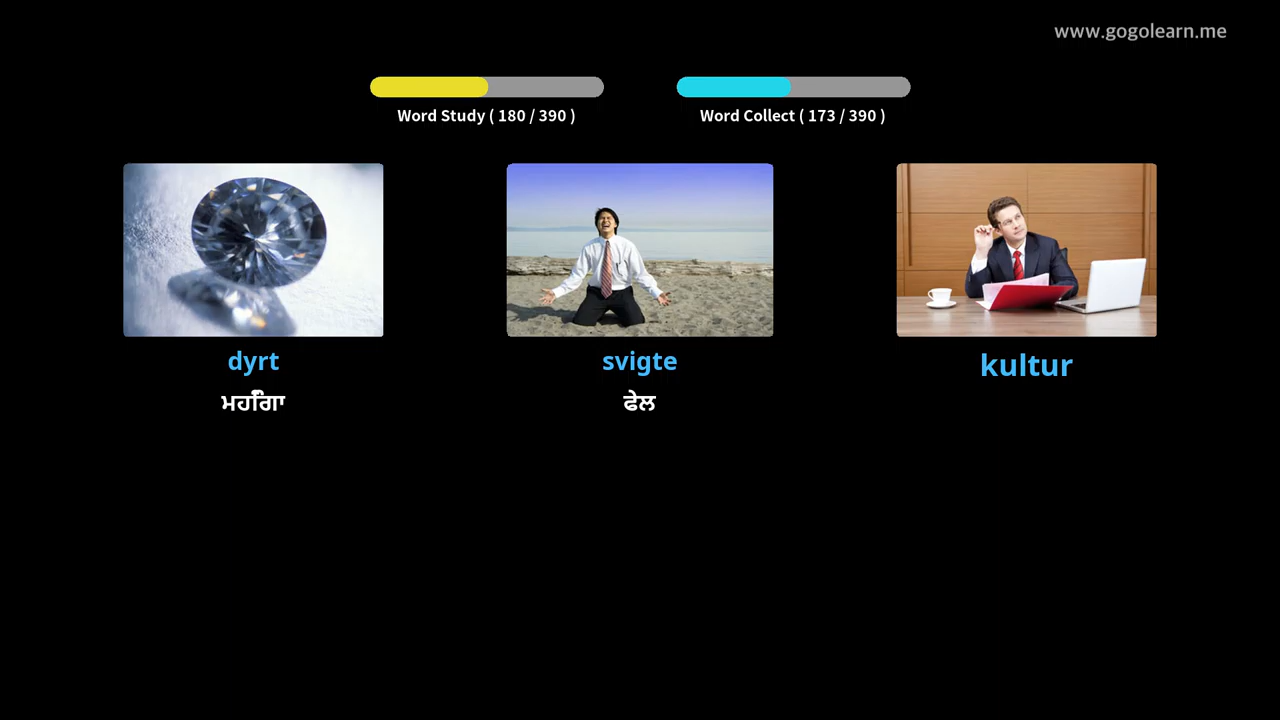 www.gogolearn.me
Word Study ( 180 / 390 )
Word Collect ( 173 / 390 )
dyrt
svigte
kultur
ਮਹਿੰਗਾ
ਫੇਲ